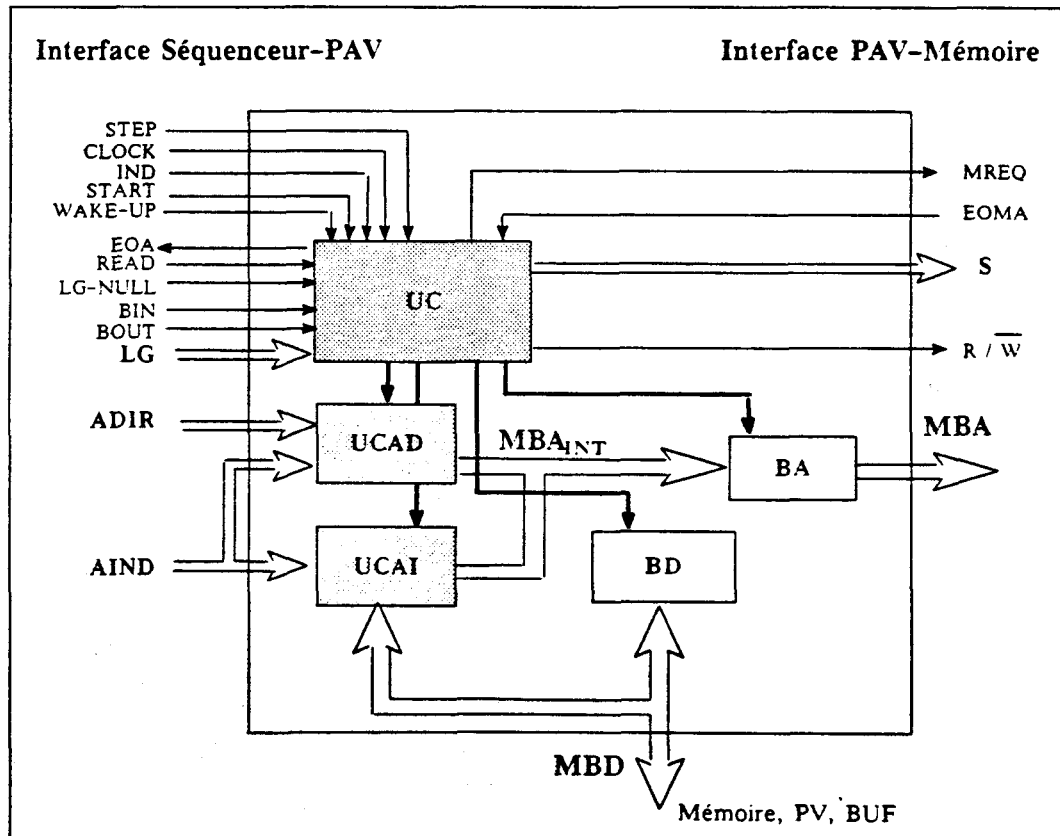 Interface Séquenceur-PAV
Interface PAV-Mémoire
STEP
CLOCK
IND
START
WAKE-UP
EOA
READ
LG-NULL
BIN
BOUT
LG
ADIR
AIND
UC
UCAD
UCAI
MBA INT
BA
BD
MREQ
EOMA
S
R / W̅
MBA
MBD
Mémoire, PV, BUF